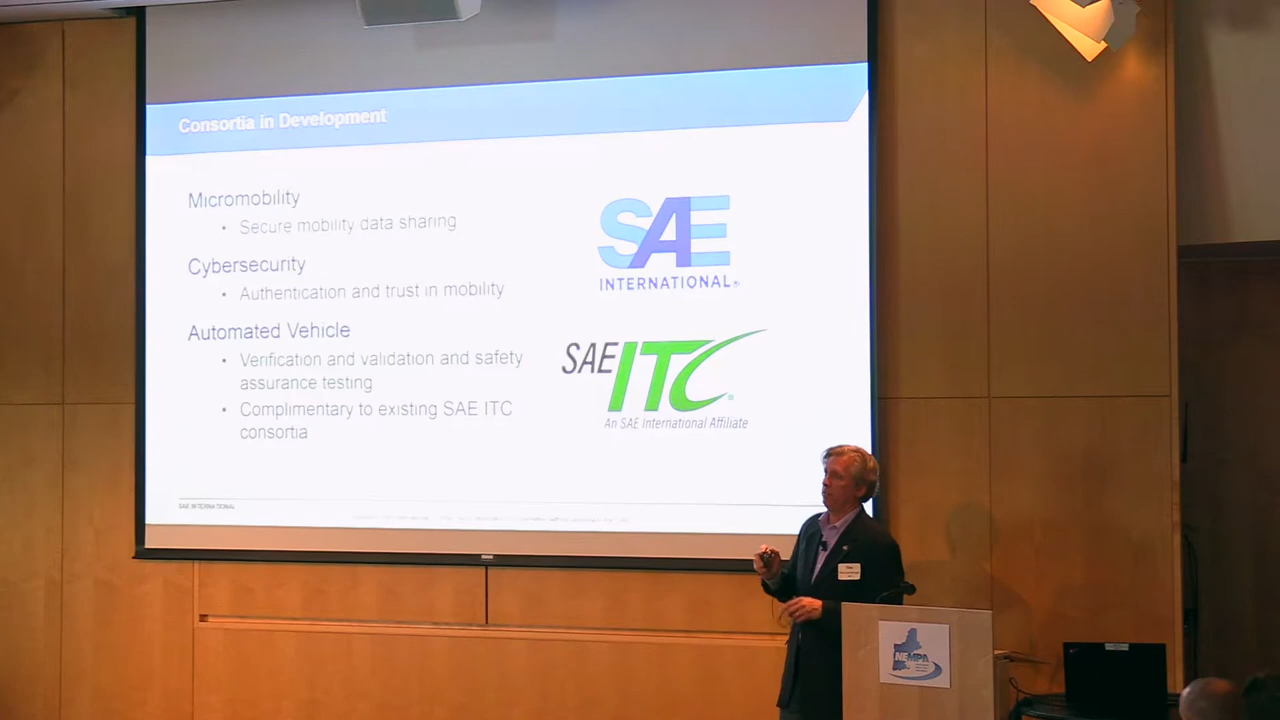 Consortia in Development
Micromobility
• Secure mobility data sharing
Cybersecurity
• Authentication and trust in mobility
Automated Vehicle
• Verification and validation and safety
assurance testing
• Complimentary to existing SAE ITC
consortia
SAE
INTERNATIONAL®
SAE ITC®
An SAE International Affiliate
SAE INTERNATIONAL
NEMPA